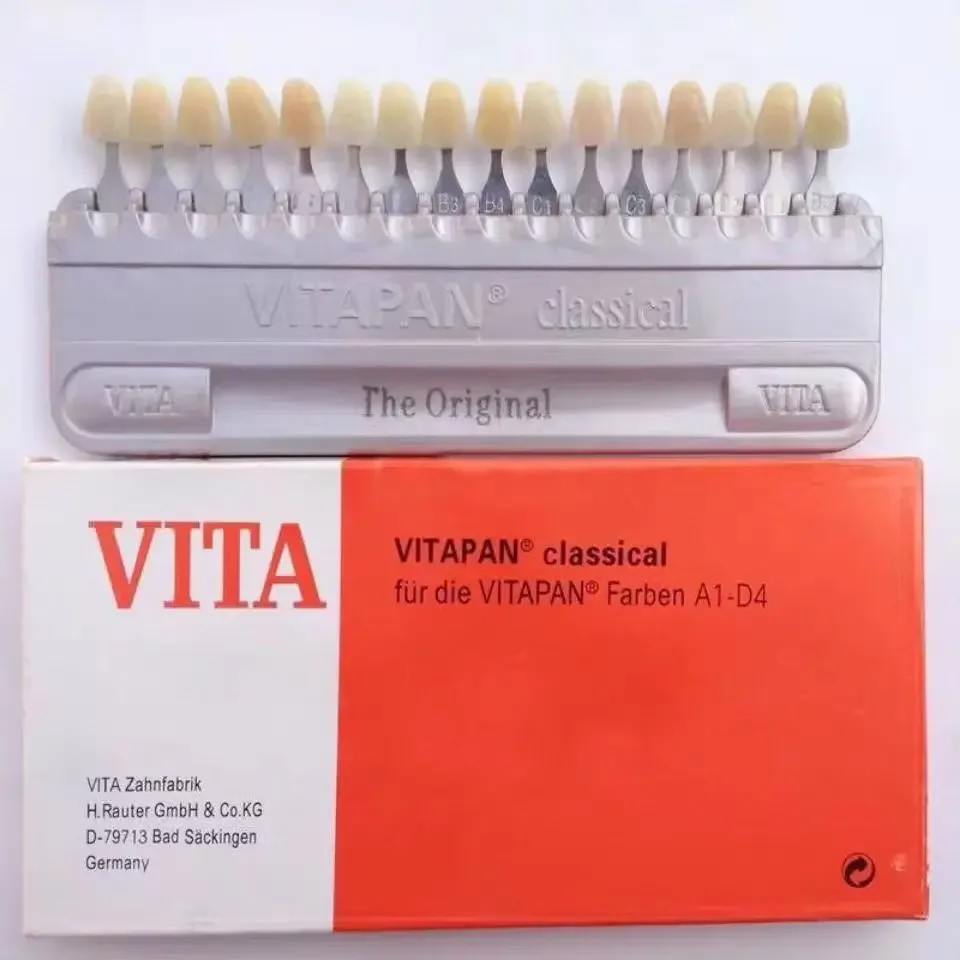 B3 B4 C1 C3
VITAPAN® classical
VITA The Original VITA
VITA
VITAPAN® classical
für die VITAPAN® Farben A1-D4
VITA Zahnfabrik
H.Rauter GmbH & Co.KG
D-79713 Bad Säckingen
Germany